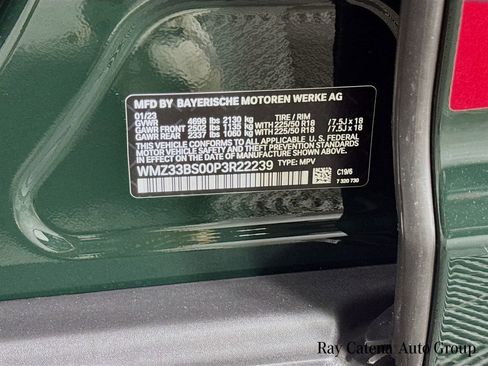 MFD BY BAYERISCHE MOTOREN WERKE AG
01/23 TIRE / RIM
GVWR 4696 lbs 2130 kg
GAWR FRONT 2502 lbs 1135 kg WITH 225/50 R18 / 7.5J x 18
GAWR REAR 2337 lbs 1060 kg WITH 225/50 R18 / 7.5J x 18
THIS VEHICLE CONFORMS TO ALL APPLICABLE U. S. FEDERAL
MOTOR VEHICLE SAFETY AND THEFT PREVENTION STANDARDS
IN EFFECT ON THE DATE OF MANUFACTURE SHOWN ABOVE.
WMZ33BS00P3R22239 TYPE: MPV
C19/6
7 320 730
Ray Catena Auto Group